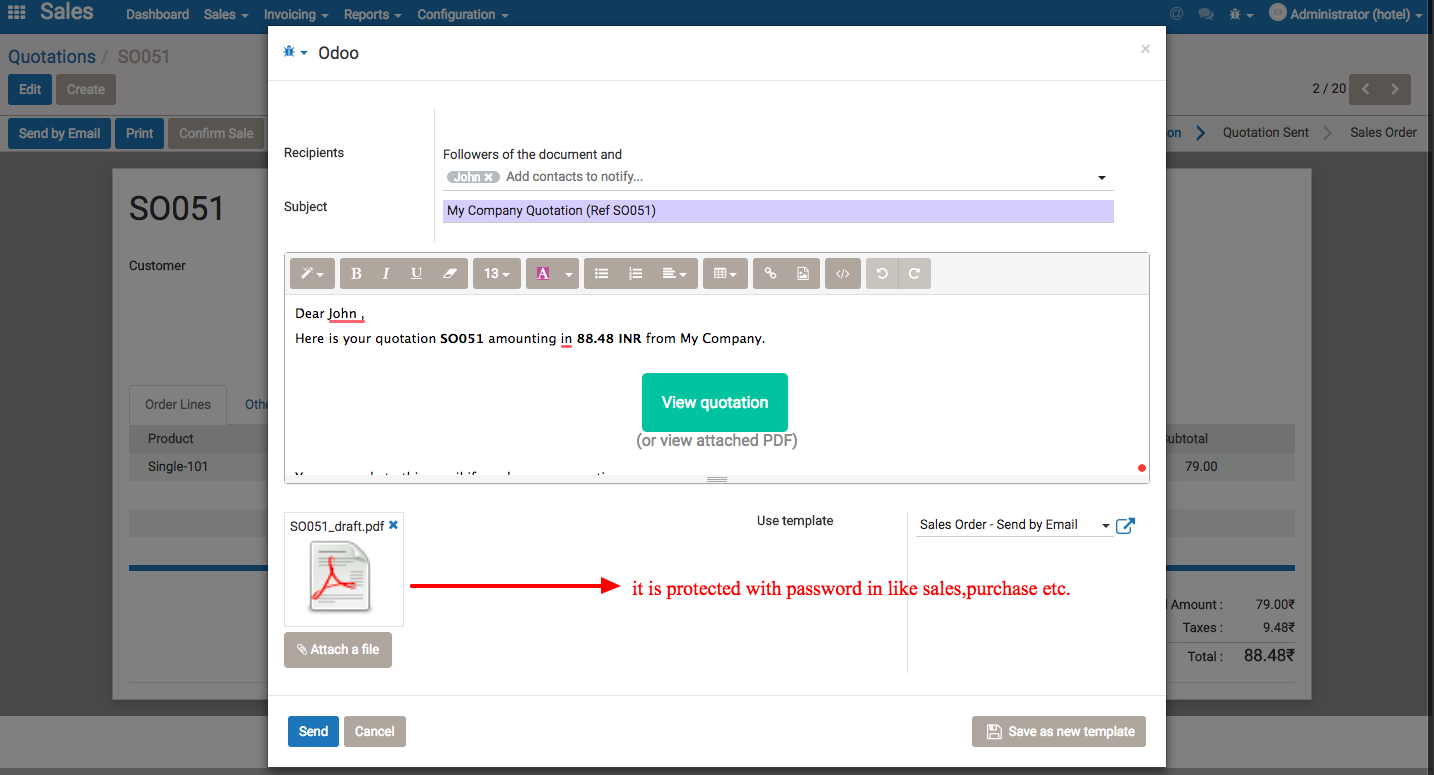 Sales Dashboard Sales Invoicing Reports Configuration @ Administrator (hotel)
Quotations / SO051
Edit Create
2 / 20
Send by Email Print Confirm Sale
on Quotation Sent Sales Order
SO051
Customer
Order Lines Othe
Product
Single-101
ubtotal
79.00
Amount : 79.00₹
Taxes : 9.48₹
Total : 88.48₹
Odoo ×
Recipients
Followers of the document and
John × Add contacts to notify...
Subject
My Company Quotation (Ref SO051)
B I U 13 A </>
Dear John ,
Here is your quotation SO051 amounting in 88.48 INR from My Company.
View quotation
(or view attached PDF)
SO051_draft.pdf ×
Use template
Sales Order - Send by Email
it is protected with password in like sales,purchase etc.
Attach a file
Send Cancel
Save as new template